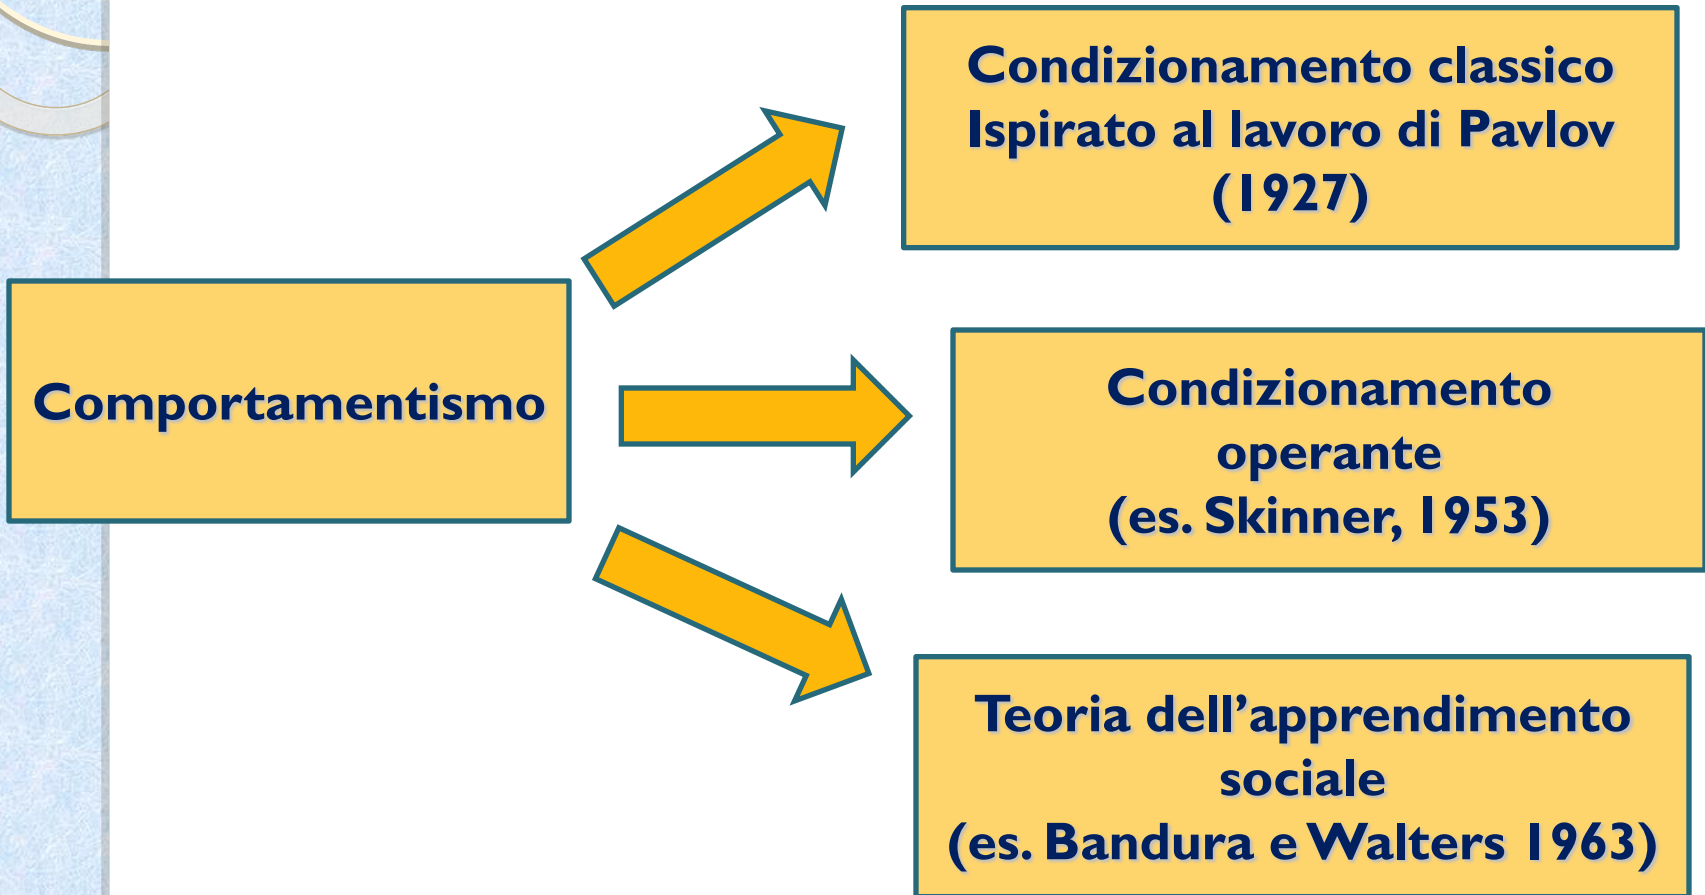 Condizionamento classico
Ispirato al lavoro di Pavlov
(1927)
Comportamentismo
Condizionamento
operante
(es. Skinner, 1953)
Teoria dell’apprendimento
sociale
(es. Bandura e Walters 1963)